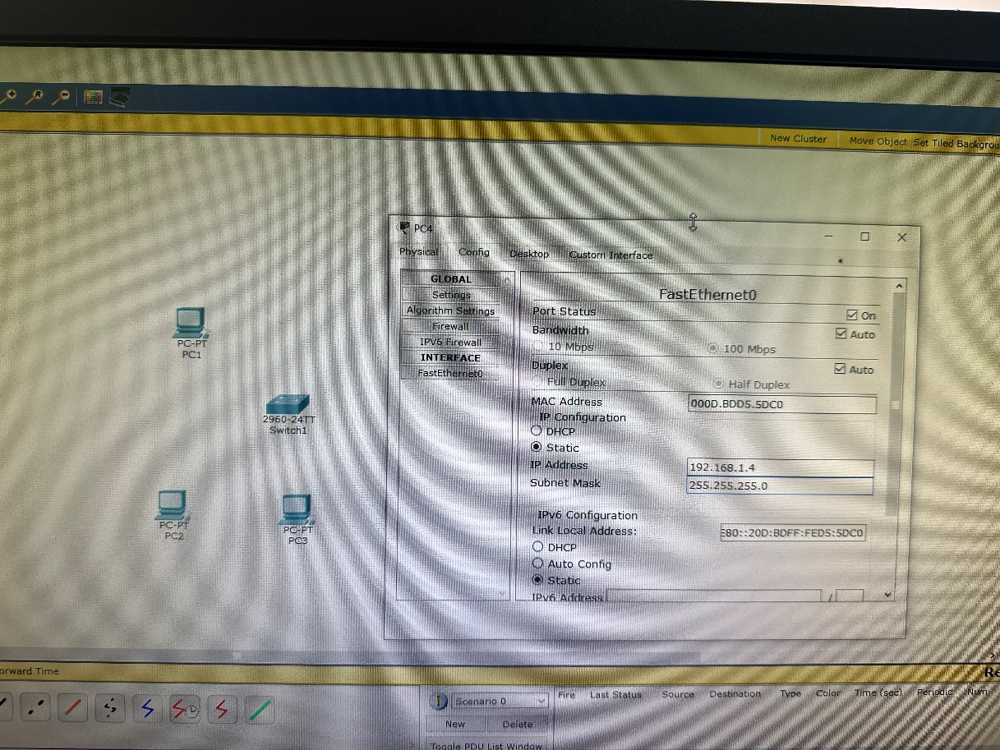 New Cluster Move Object Set Tiled Backgrou
PC4
Physical Config Desktop Custom Interface
GLOBAL
Settings
Algorithm Settings
Firewall
IPV6 Firewall
INTERFACE
FastEthernet0
FastEthernet0
Port Status On
Bandwidth Auto
10 Mbps 100 Mbps
Duplex Auto
Full Duplex Half Duplex
MAC Address 000D.BDD5.5DC0
IP Configuration
DHCP
Static
IP Address 192.168.1.4
Subnet Mask 255.255.255.0
IPv6 Configuration
Link Local Address: E80::20D:BDFF:FED5:5DC0
DHCP
Auto Config
Static
IPv6 Address /
PC-PT
PC1
2960-24TT
Switch1
PC-PT
PC2
PC-PT
PC3
orward Time
Re
Scenario 0
New Delete
Toggle PDU List Window
Fire Last Status Source Destination Type Color Time (sec) Periodic Num